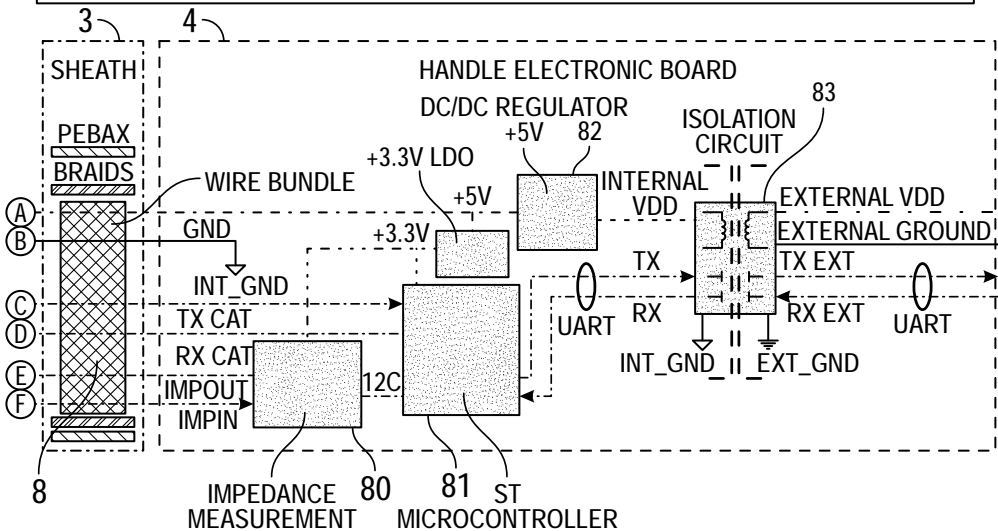 3
4
SHEATH
HANDLE ELECTRONIC BOARD
DC/DC REGULATOR
83
+5V
82
ISOLATION
CIRCUIT
PEBAX
+3.3V LDO
BRAIDS
WIRE BUNDLE
+5V
INTERNAL
VDD
EXTERNAL VDD
A
B
GND
+3.3V
EXTERNAL GROUND
TX
TX EXT
INT_GND
C
TX CAT
D
UART
RX
RX EXT
UART
RX CAT
E
IMPOUT
12C
INT_GND
EXT_GND
F
IMPIN
8
IMPEDANCE
MEASUREMENT
80
81
ST
MICROCONTROLLER